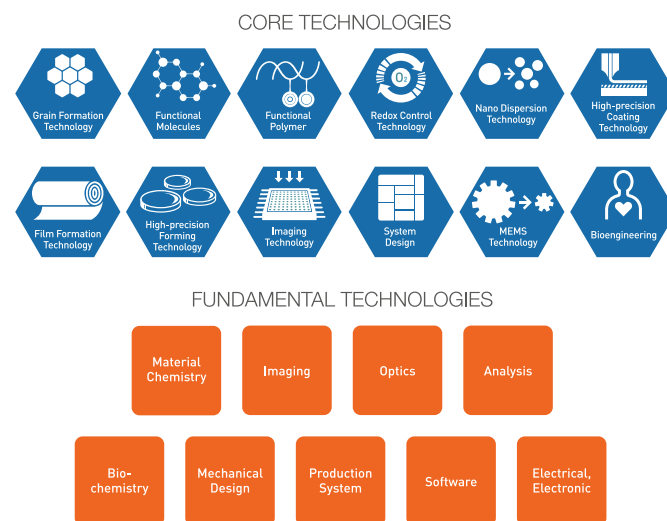 CORE TECHNOLOGIES
Grain Formation
Technology
Functional
Molecules
Functional
Polymer
O2
Redox Control
Technology
Nano Dispersion
Technology
High-precision
Coating
Technology
Film Formation
Technology
High-precision
Forming
Technology
Imaging
Technology
System
Design
MEMS
Technology
Bioengineering
FUNDAMENTAL TECHNOLOGIES
Material
Chemistry
Imaging
Optics
Analysis
Bio-
chemistry
Mechanical
Design
Production
System
Software
Electrical,
Electronic